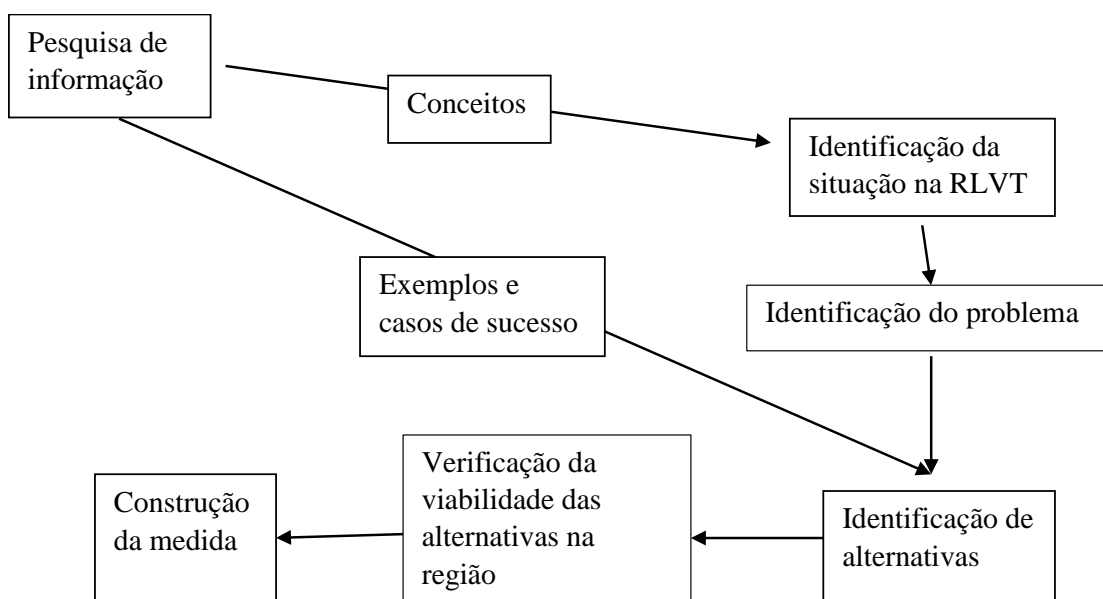 Pesquisa de
informação
Conceitos
Identificação da
situação na RLVT
Exemplos e
casos de sucesso
Identificação do problema
Verificação da
viabilidade das
alternativas na
região
Construção
da medida
Identificação de
alternativas